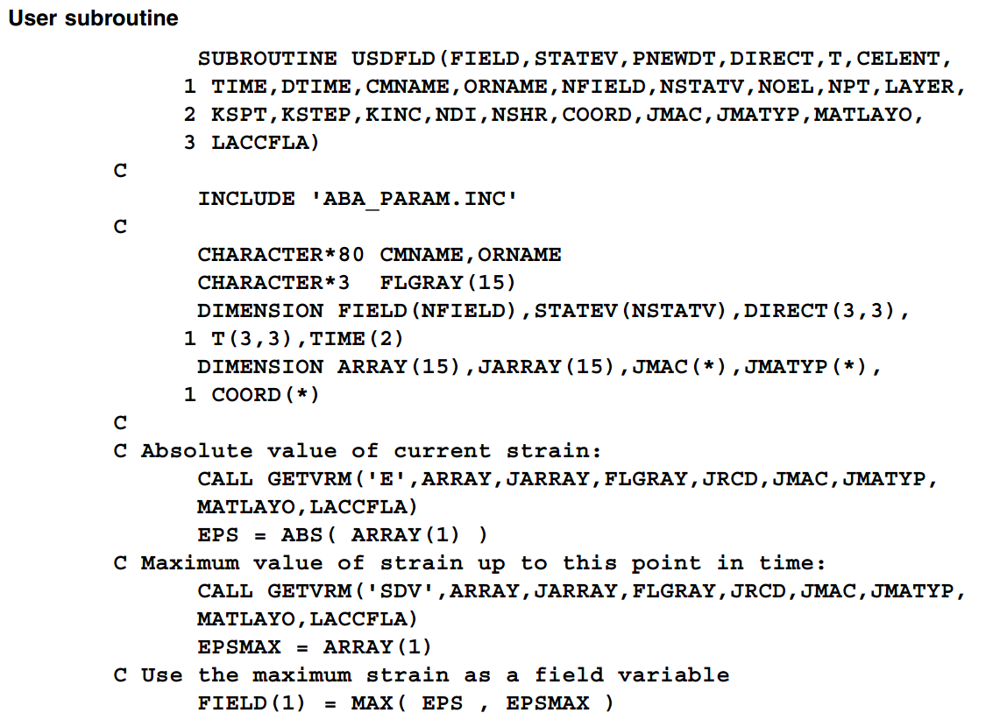 User subroutine
      SUBROUTINE USDFLD(FIELD,STATEV,PNEWDT,DIRECT,T,CELENT,
     1 TIME,DTIME,CMNAME,ORNAME,NFIELD,NSTATV,NOEL,NPT,LAYER,
     2 KSPT,KSTEP,KINC,NDI,NSHR,COORD,JMAC,JMATYP,MATLAYO,
     3 LACCFLA)
C
      INCLUDE 'ABA_PARAM.INC'
C
      CHARACTER*80 CMNAME,ORNAME
      CHARACTER*3  FLGRAY(15)
      DIMENSION FIELD(NFIELD),STATEV(NSTATV),DIRECT(3,3),
     1 T(3,3),TIME(2)
      DIMENSION ARRAY(15),JARRAY(15),JMAC(*),JMATYP(*),
     1 COORD(*)
C
C Absolute value of current strain:
      CALL GETVRM('E',ARRAY,JARRAY,FLGRAY,JRCD,JMAC,JMATYP,
      MATLAYO,LACCFLA)
      EPS = ABS( ARRAY(1) )
C Maximum value of strain up to this point in time:
      CALL GETVRM('SDV',ARRAY,JARRAY,FLGRAY,JRCD,JMAC,JMATYP,
      MATLAYO,LACCFLA)
      EPSMAX = ARRAY(1)
C Use the maximum strain as a field variable
      FIELD(1) = MAX( EPS , EPSMAX )